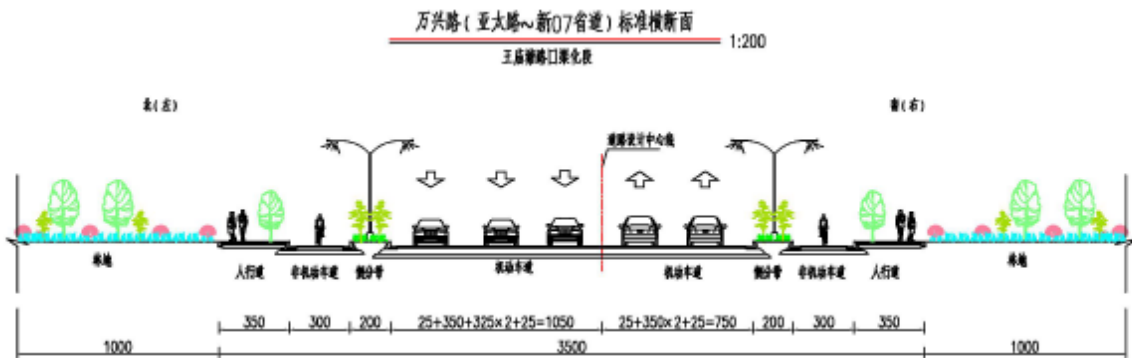 万兴路(亚太路～新07省道)标准横断面
1:200
王庙塘路口渠化段
北(左)
南(右)
道路设计中心线
林地
人行道
非机动车道
侧分带
机动车道
机动车道
侧分带
非机动车道
人行道
林地
350
300
200
25+350+325×2+25=1050
25+350×2+25=750
200
300
350
1000
3500
1000